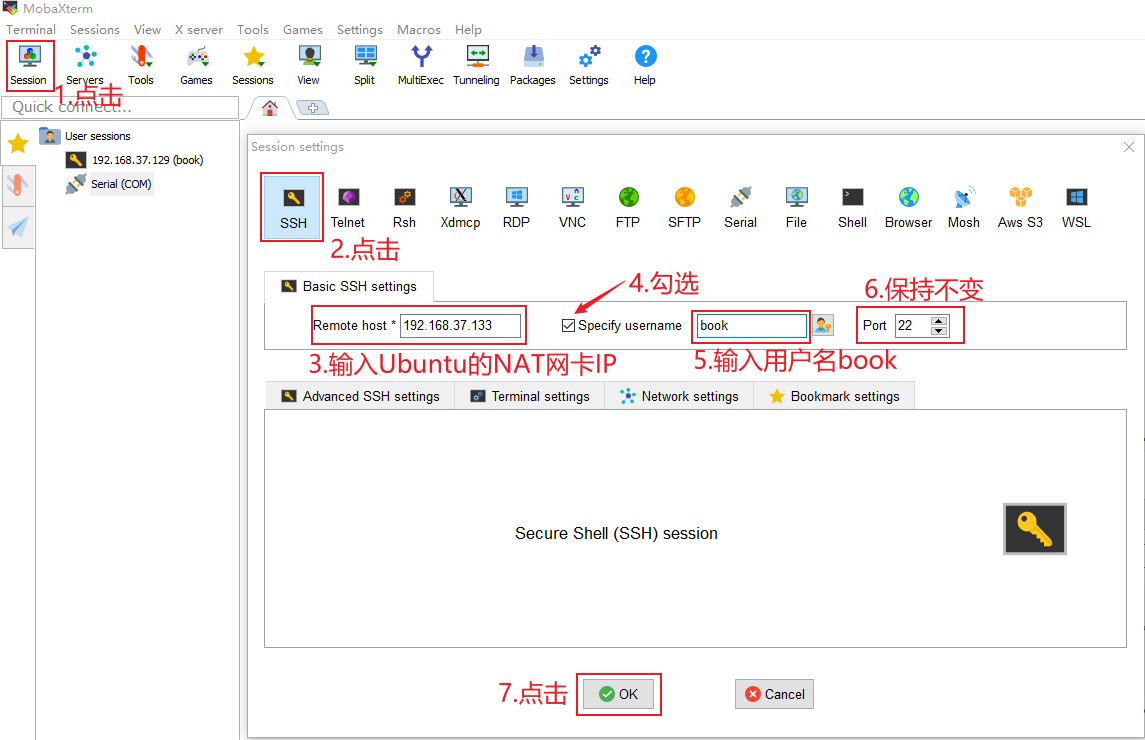 MobaXterm
Terminal Sessions View X server Tools Games Settings Macros Help
Session Servers Tools Games Sessions View Split MultiExec Tunneling Packages Settings Help
1.点击
Quick connect...
User sessions
192.168.37.129 (book)
Serial (COM)
Session settings
SSH Telnet Rsh Xdmcp RDP VNC FTP SFTP Serial File Shell Browser Mosh Aws S3 WSL
2.点击
4.勾选
6.保持不变
Basic SSH settings
Remote host * 192.168.37.133 Specify username book Port 22
3.输入Ubuntu的NAT网卡IP
5.输入用户名book
Advanced SSH settings Terminal settings Network settings Bookmark settings
Secure Shell (SSH) session
7.点击
OK Cancel